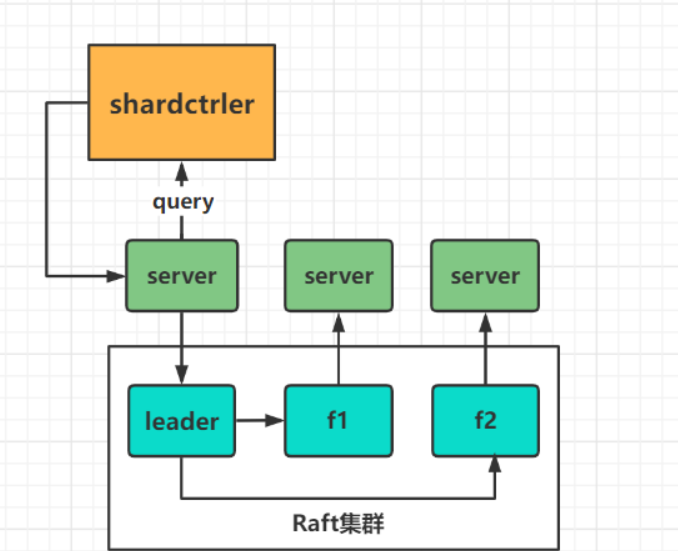 shardctrler
query
server
server
server
leader
f1
f2
Raft集群